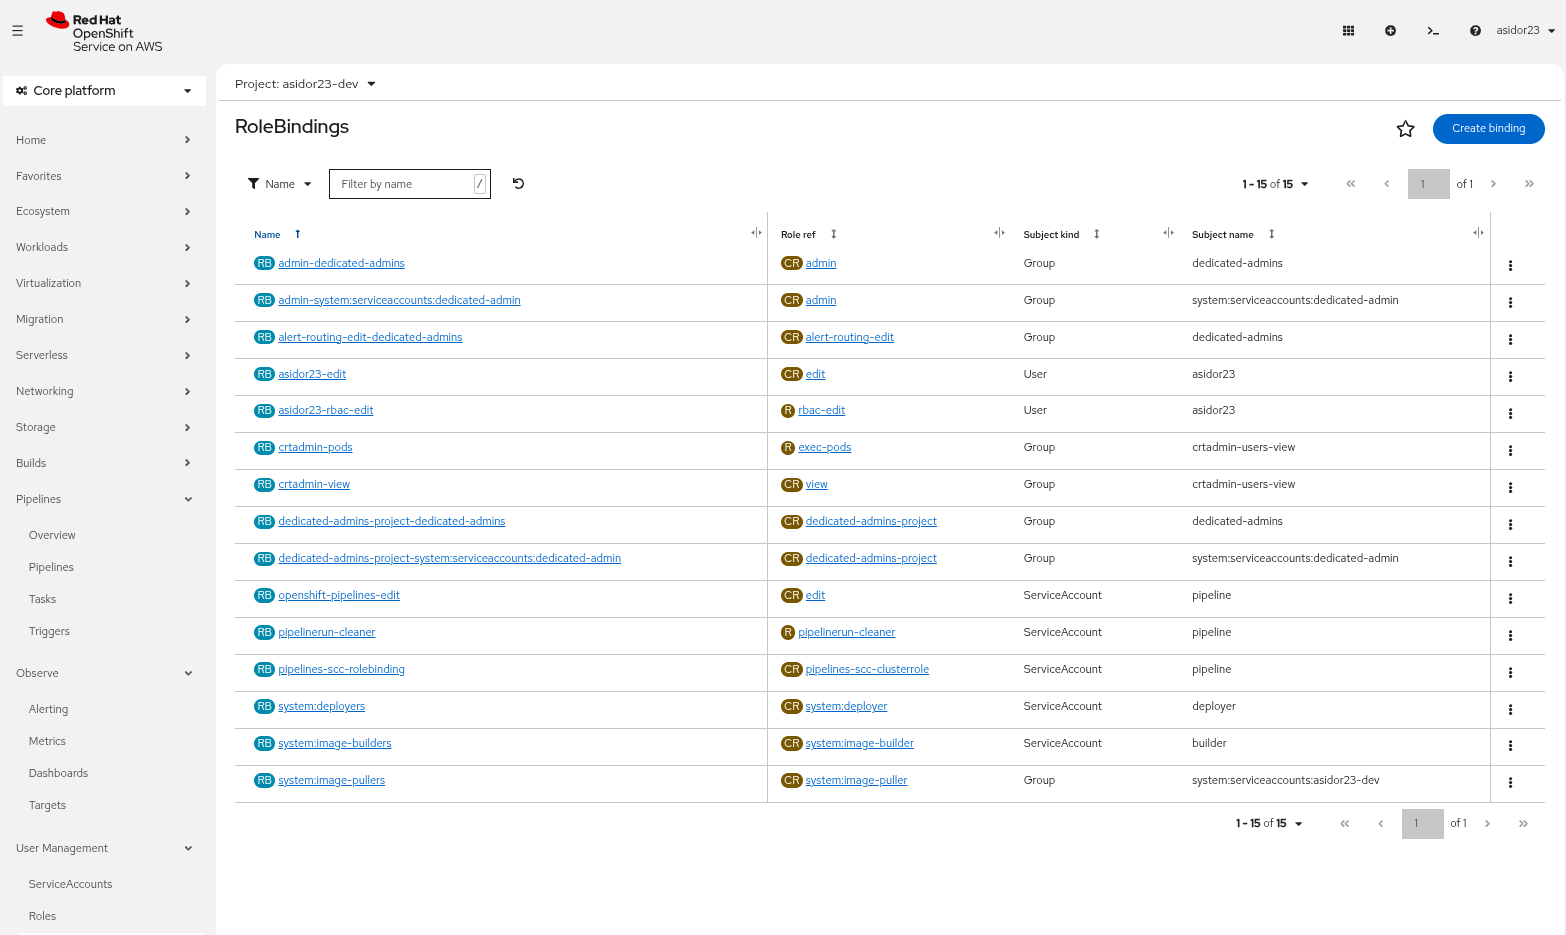 Red Hat
OpenShift
Service on AWS
asidor23
Core platform
Home
Favorites
Ecosystem
Workloads
Virtualization
Migration
Serverless
Networking
Storage
Builds
Pipelines
Overview
Pipelines
Tasks
Triggers
Observe
Alerting
Metrics
Dashboards
Targets
User Management
ServiceAccounts
Roles
Project: asidor23-dev
RoleBindings
Create binding
Name Filter by name / 1 - 15 of 15 1 of 1
Name Role ref Subject kind Subject name
RB admin-dedicated-admins CR admin Group dedicated-admins
RB admin-system:serviceaccounts:dedicated-admin CR admin Group system:serviceaccounts:dedicated-admin
RB alert-routing-edit-dedicated-admins CR alert-routing-edit Group dedicated-admins
RB asidor23-edit CR edit User asidor23
RB asidor23-rbac-edit R rbac-edit User asidor23
RB crtadmin-pods R exec-pods Group crtadmin-users-view
RB crtadmin-view CR view Group crtadmin-users-view
RB dedicated-admins-project-dedicated-admins CR dedicated-admins-project Group dedicated-admins
RB dedicated-admins-project-system:serviceaccounts:dedicated-admin CR dedicated-admins-project Group system:serviceaccounts:dedicated-admin
RB openshift-pipelines-edit CR edit ServiceAccount pipeline
RB pipelinerun-cleaner R pipelinerun-cleaner ServiceAccount pipeline
RB pipelines-scc-rolebinding CR pipelines-scc-clusterrole ServiceAccount pipeline
RB system:deployers CR system:deployer ServiceAccount deployer
RB system:image-builders CR system:image-builder ServiceAccount builder
RB system:image-pullers CR system:image-puller Group system:serviceaccounts:asidor23-dev
1 - 15 of 15 1 of 1